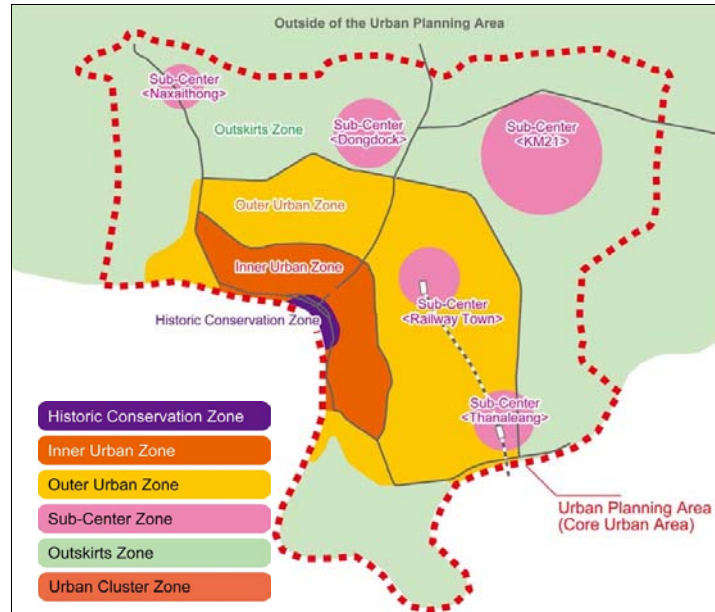 Outside of the Urban Planning Area
Sub-Center
<Naxaithong>
Outskirts Zone
Sub-Center
<Dongdock>
Sub-Center
<KM21>
Outer Urban Zone
Inner Urban Zone
Historic Conservation Zone
Sub-Center
<Railway Town>
Sub-Center
<Thanaleang>
Historic Conservation Zone
Inner Urban Zone
Outer Urban Zone
Sub-Center Zone
Outskirts Zone
Urban Cluster Zone
Urban Planning Area
(Core Urban Area)